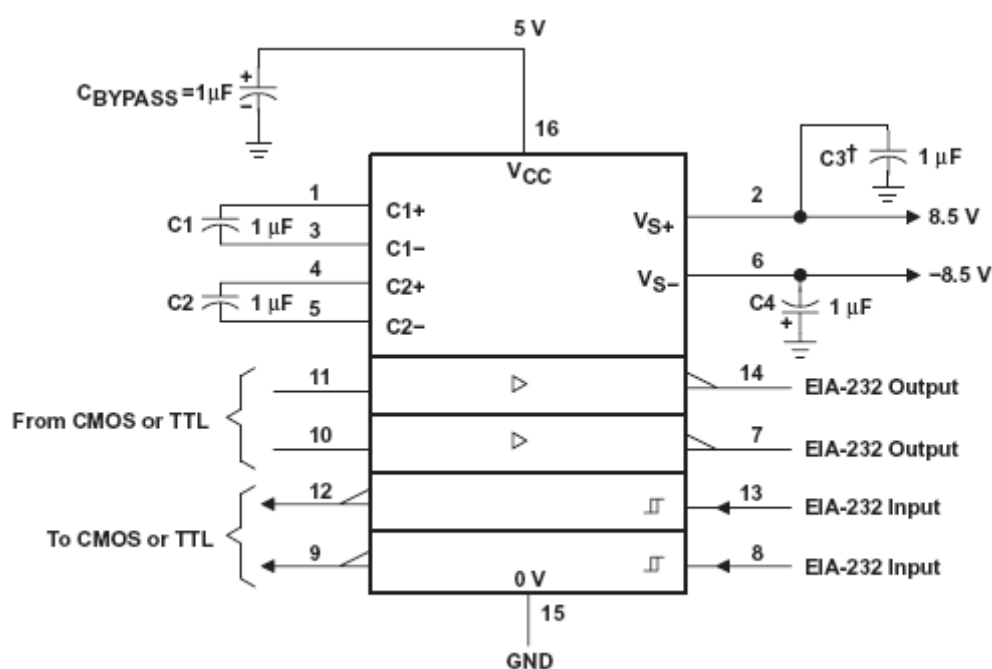 5 V
CBYPASS =1µF
+
−
16
VCC
C3† 1 µF
1
C1+
2
VS+
8.5 V
C1 1 µF
3
C1−
4
C2+
6
VS−
−8.5 V
C2 1 µF
5
C2−
C4 1 µF
+
11
14
EIA-232 Output
From CMOS or TTL
10
7
EIA-232 Output
12
13
EIA-232 Input
To CMOS or TTL
9
8
EIA-232 Input
0 V
15
GND